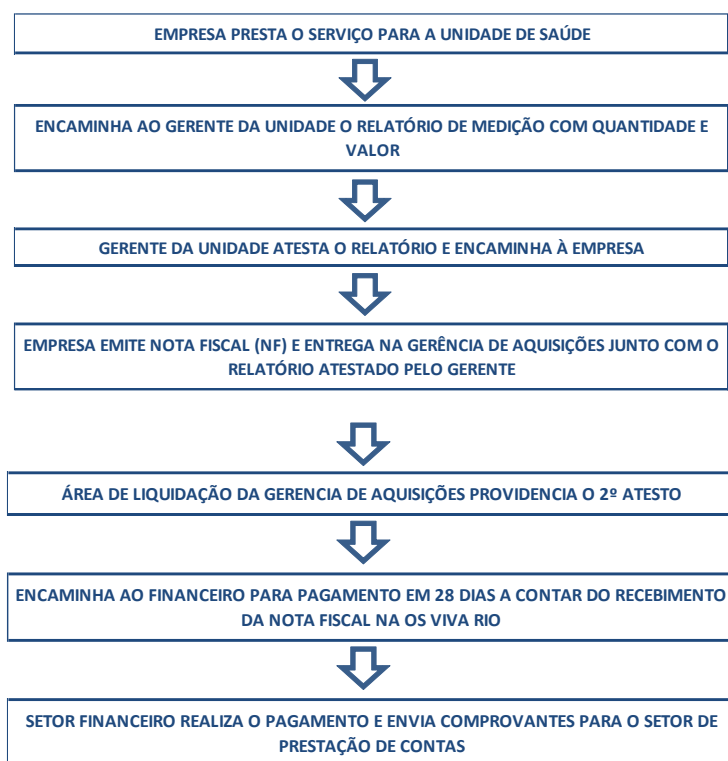 EMPRESA PRESTA O SERVIÇO PARA A UNIDADE DE SAÚDE
ENCAMINHA AO GERENTE DA UNIDADE O RELATÓRIO DE MEDIÇÃO COM QUANTIDADE E
VALOR
GERENTE DA UNIDADE ATESTA O RELATÓRIO E ENCAMINHA À EMPRESA
EMPRESA EMITE NOTA FISCAL (NF) E ENTREGA NA GERÊNCIA DE AQUISIÇÕES JUNTO COM O
RELATÓRIO ATESTADO PELO GERENTE
ÁREA DE LIQUIDAÇÃO DA GERENCIA DE AQUISIÇÕES PROVIDENCIA O 2º ATESTO
ENCAMINHA AO FINANCEIRO PARA PAGAMENTO EM 28 DIAS A CONTAR DO RECEBIMENTO
DA NOTA FISCAL NA OS VIVA RIO
SETOR FINANCEIRO REALIZA O PAGAMENTO E ENVIA COMPROVANTES PARA O SETOR DE
PRESTAÇÃO DE CONTAS